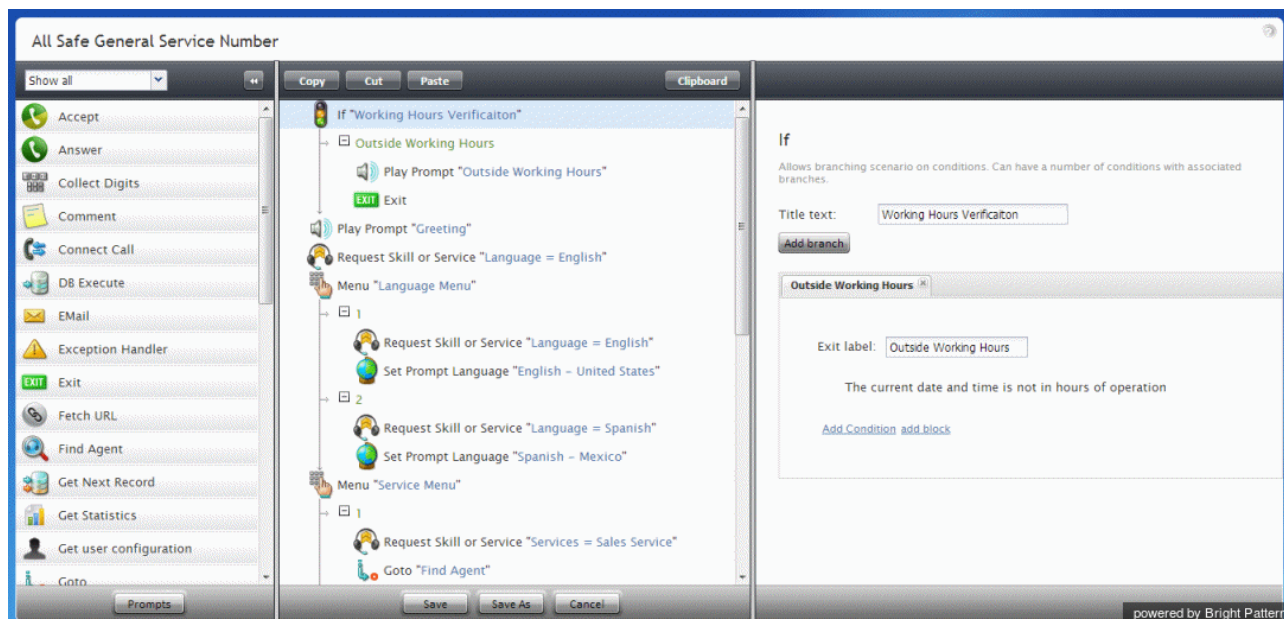 All Safe General Service Number
Show all
Copy
Cut
Paste
Clipboard
Accept
Answer
Collect Digits
Comment
Connect Call
DB Execute
EMail
Exception Handler
Exit
Fetch URL
Find Agent
Get Next Record
Get Statistics
Get user configuration
Goto
Prompts
If "Working Hours Verificaiton"
Outside Working Hours
Play Prompt "Outside Working Hours"
EXIT Exit
Play Prompt "Greeting"
Request Skill or Service "Language = English"
Menu "Language Menu"
1
Request Skill or Service "Language = English"
Set Prompt Language "English – United States"
2
Request Skill or Service "Language = Spanish"
Set Prompt Language "Spanish – Mexico"
Menu "Service Menu"
1
Request Skill or Service "Services = Sales Service"
Goto "Find Agent"
Save
Save As
Cancel
If
Allows branching scenario on conditions. Can have a number of conditions with associated
branches.
Title text: Working Hours Verificaiton
Add branch
Outside Working Hours
Exit label: Outside Working Hours
The current date and time is not in hours of operation
Add Condition add block
powered by Bright Pattern